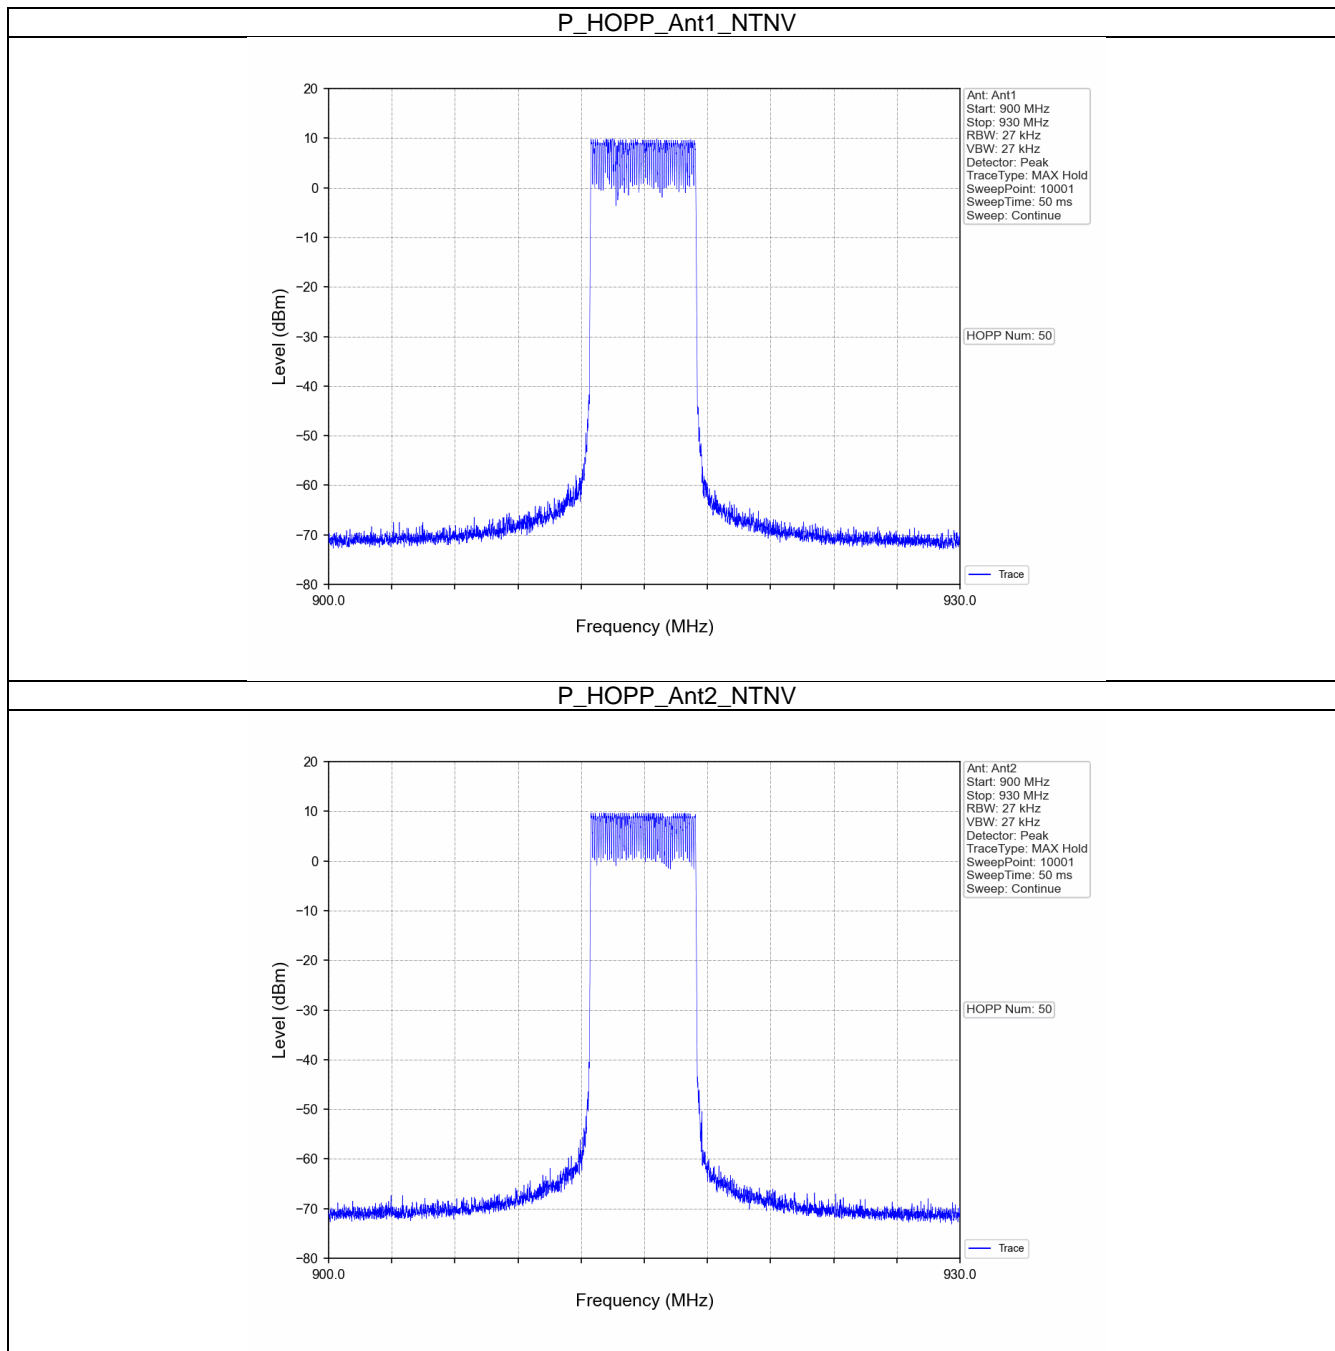 P_HOPP_Ant1_NTNV
20
10
0
−10
−20
−30
−40
−50
−60
−70
−80
Level (dBm)
900.0
930.0
Frequency (MHz)
Ant: Ant1
Start: 900 MHz
Stop: 930 MHz
RBW: 27 kHz
VBW: 27 kHz
Detector: Peak
TraceType: MAX Hold
SweepPoint: 10001
SweepTime: 50 ms
Sweep: Continue
HOPP Num: 50
Trace
P_HOPP_Ant2_NTNV
20
10
0
−10
−20
−30
−40
−50
−60
−70
−80
Level (dBm)
900.0
930.0
Frequency (MHz)
Ant: Ant2
Start: 900 MHz
Stop: 930 MHz
RBW: 27 kHz
VBW: 27 kHz
Detector: Peak
TraceType: MAX Hold
SweepPoint: 10001
SweepTime: 50 ms
Sweep: Continue
HOPP Num: 50
Trace